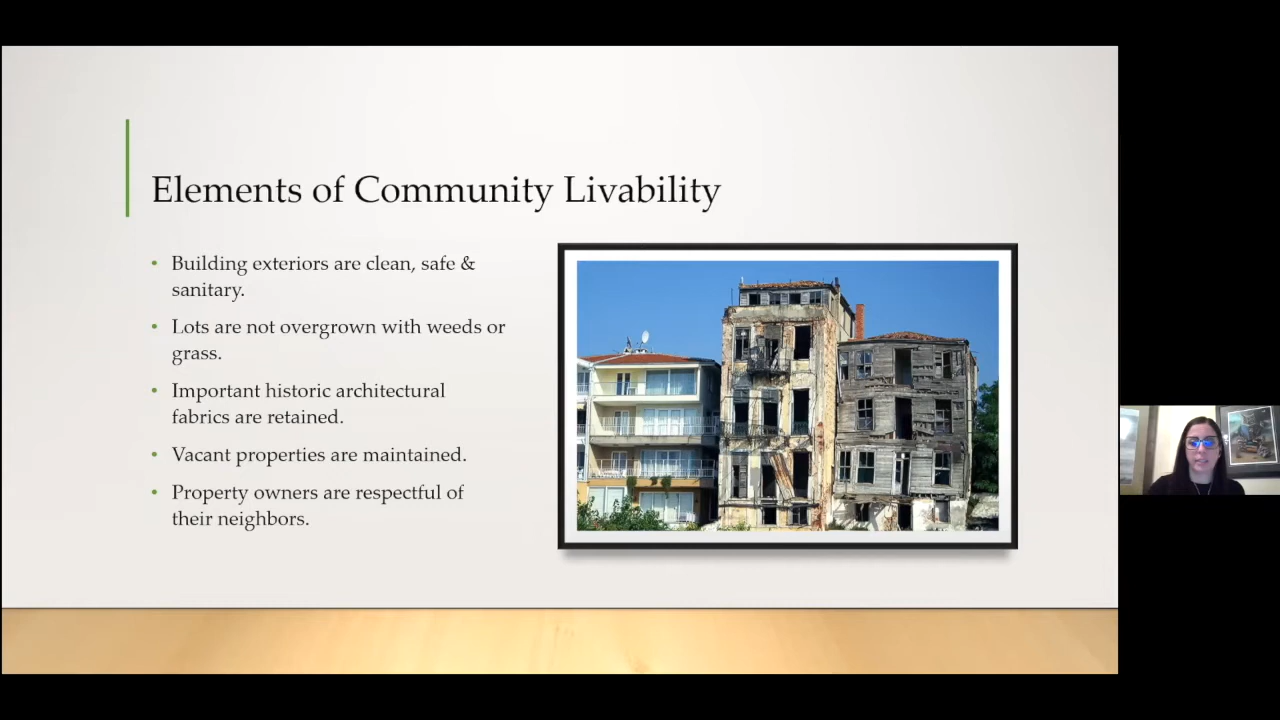 Elements of Community Livability
• Building exteriors are clean, safe &
sanitary.
• Lots are not overgrown with weeds or
grass.
• Important historic architectural
fabrics are retained.
• Vacant properties are maintained.
• Property owners are respectful of
their neighbors.